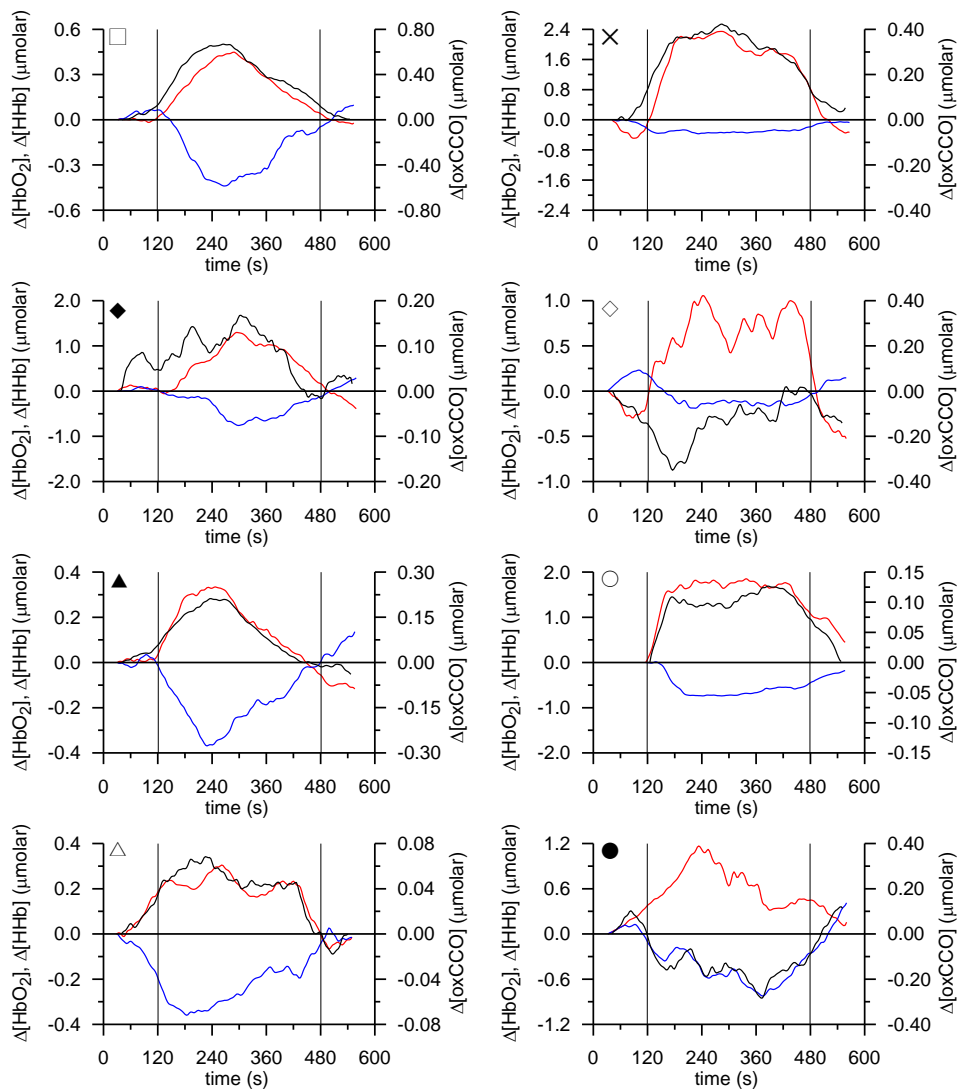 Δ[HbO₂], Δ[HHb] (μmolar)
0.6
0.3
0.0
-0.3
-0.6
0.80
0.40
0.00
-0.40
-0.80
Δ[oxCCO] (μmolar)
0 120 240 360 480 600
time (s)
Δ[HbO₂], Δ[HHb] (μmolar)
2.4
1.6
0.8
0.0
-0.8
-1.6
-2.4
0.40
0.20
0.00
-0.20
-0.40
Δ[oxCCO] (μmolar)
0 120 240 360 480 600
time (s)
Δ[HbO₂], Δ[HHb] (μmolar)
2.0
1.0
0.0
-1.0
-2.0
0.20
0.10
0.00
-0.10
-0.20
Δ[oxCCO] (μmolar)
0 120 240 360 480 600
time (s)
Δ[HbO₂], Δ[HHb] (μmolar)
1.0
0.5
0.0
-0.5
-1.0
0.40
0.20
0.00
-0.20
-0.40
Δ[oxCCO] (μmolar)
0 120 240 360 480 600
time (s)
Δ[HbO₂], Δ[HHb] (μmolar)
0.4
0.2
0.0
-0.2
-0.4
0.30
0.15
0.00
-0.15
-0.30
Δ[oxCCO] (μmolar)
0 120 240 360 480 600
time (s)
Δ[HbO₂], Δ[HHb] (μmolar)
2.0
1.0
0.0
-1.0
-2.0
0.15
0.10
0.05
0.00
-0.05
-0.10
-0.15
Δ[oxCCO] (μmolar)
0 120 240 360 480 600
time (s)
Δ[HbO₂], Δ[HHb] (μmolar)
0.4
0.2
0.0
-0.2
-0.4
0.08
0.04
0.00
-0.04
-0.08
Δ[oxCCO] (μmolar)
0 120 240 360 480 600
time (s)
Δ[HbO₂], Δ[HHb] (μmolar)
1.2
0.6
0.0
-0.6
-1.2
0.40
0.20
0.00
-0.20
-0.40
Δ[oxCCO] (μmolar)
0 120 240 360 480 600
time (s)